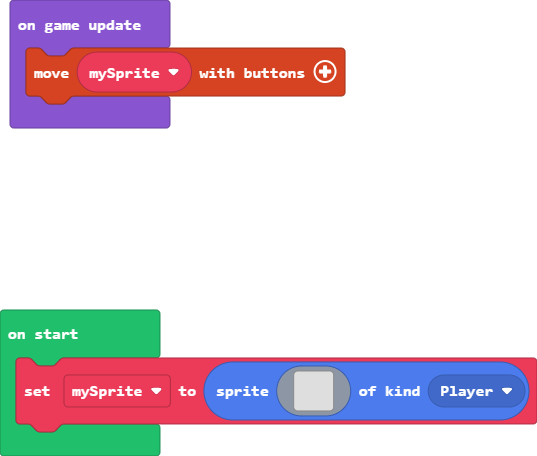 on game update
move mySprite with buttons
on start
set mySprite to sprite of kind Player